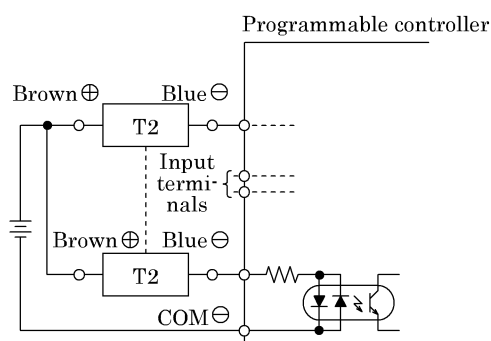 Programmable controller
Brown ⊕
Blue ⊖
T2
Input
termi-
nals
Brown ⊕
Blue ⊖
T2
COM ⊖